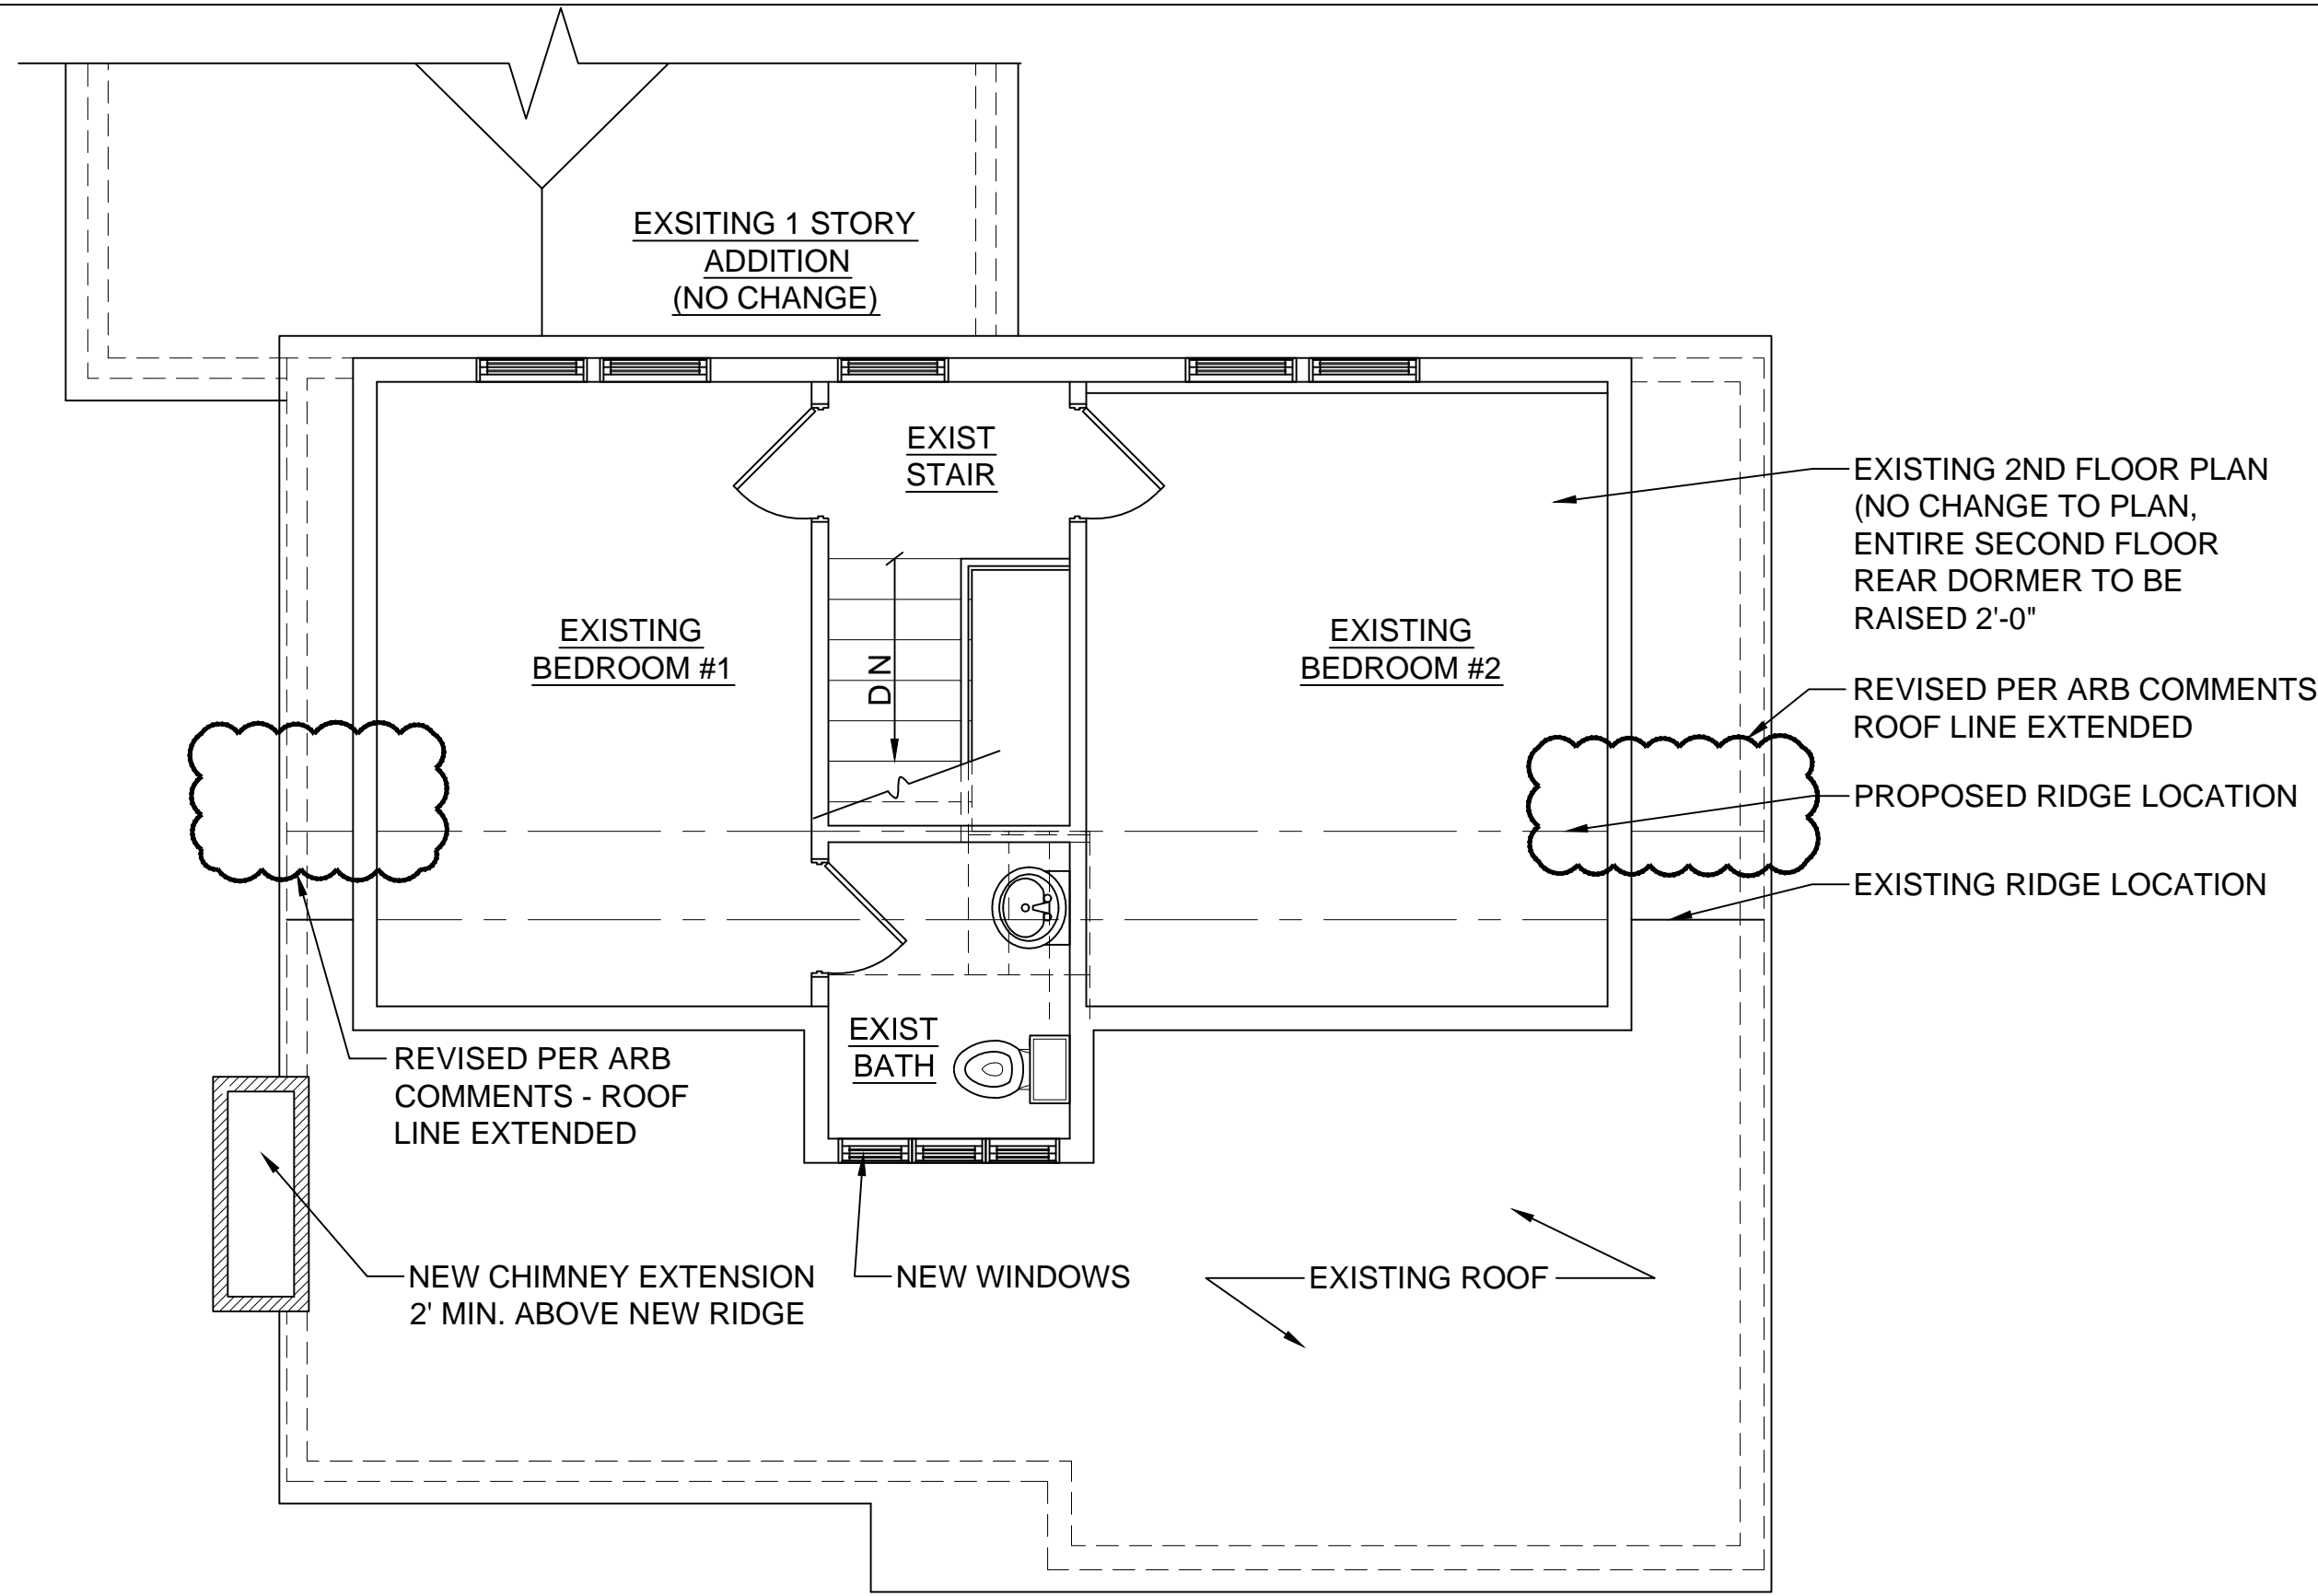 EXSITING 1 STORY
ADDITION
(NO CHANGE)
EXIST
STAIR
EXISTING 2ND FLOOR PLAN
(NO CHANGE TO PLAN,
ENTIRE SECOND FLOOR
REAR DORMER TO BE
RAISED 2'-0"
EXISTING
BEDROOM #1
DN
EXISTING
BEDROOM #2
REVISED PER ARB COMMENTS
ROOF LINE EXTENDED
PROPOSED RIDGE LOCATION
EXISTING RIDGE LOCATION
EXIST
BATH
REVISED PER ARB
COMMENTS - ROOF
LINE EXTENDED
NEW CHIMNEY EXTENSION
2' MIN. ABOVE NEW RIDGE
NEW WINDOWS
EXISTING ROOF